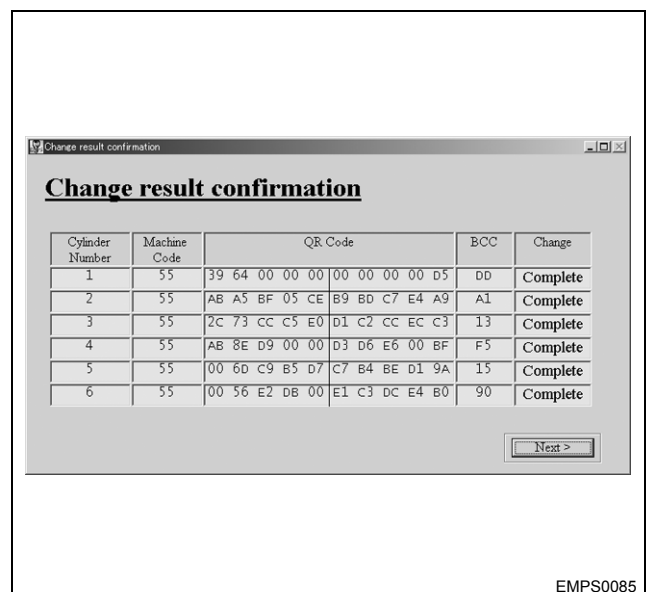 Change result confirmation
Change result confirmation
Cylinder Number Machine Code QR Code BCC Change
1 55 39 64 00 00 00 00 00 00 00 D5 DD Complete
2 55 AB A5 BF 05 CE B9 BD C7 E4 A9 A1 Complete
3 55 2C 73 CC C5 E0 D1 C2 CC EC C3 13 Complete
4 55 AB 8E D9 00 00 D3 D6 E6 00 BF F5 Complete
5 55 00 6D C9 B5 D7 C7 B4 BE D1 9A 15 Complete
6 55 00 56 E2 DB 00 E1 C3 DC E4 B0 90 Complete
Next >
EMPS0085